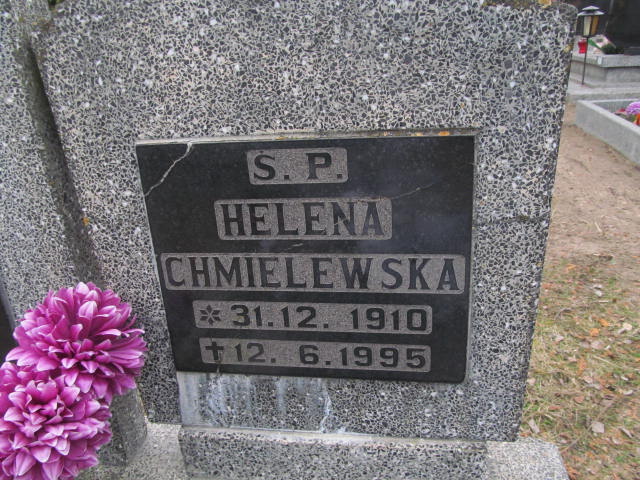 S. P.
HELENA
CHMIELEWSKA
* 31. 12. 1910
† 12. 6. 1995